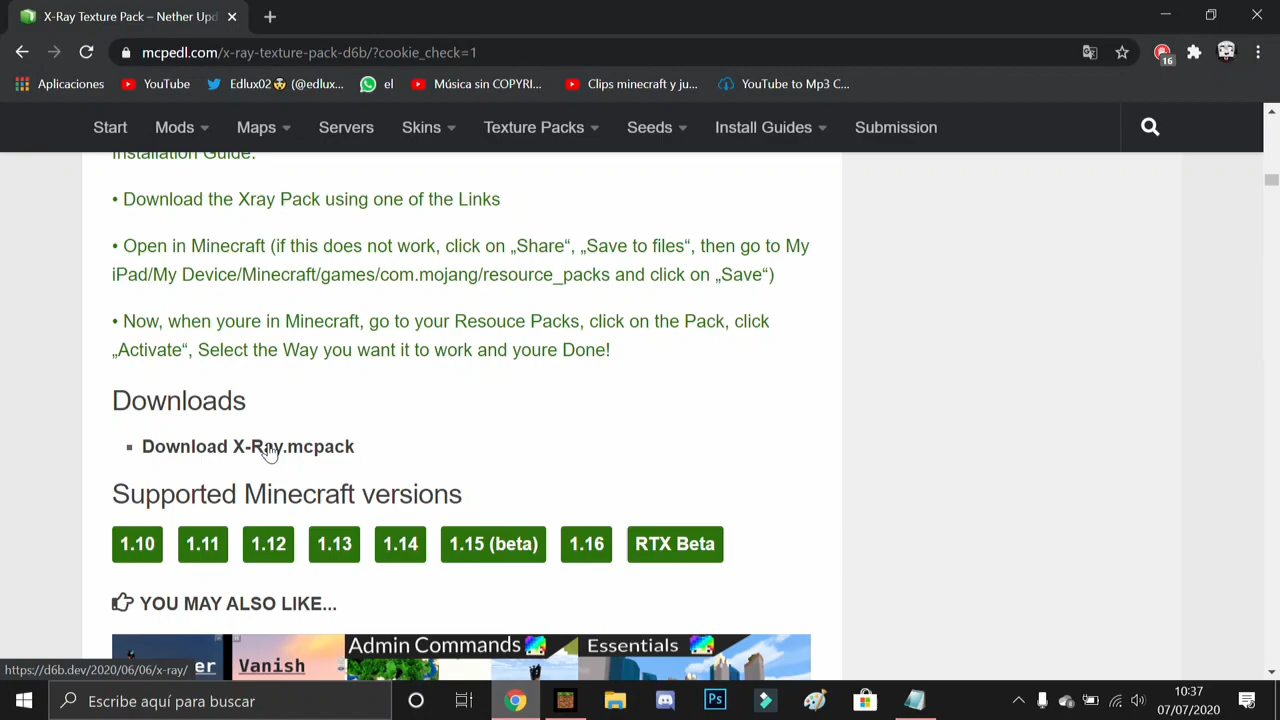 X-Ray Texture Pack – Nether Upd
mcpedl.com/x-ray-texture-pack-d6b/?cookie_check=1
16
Aplicaciones
YouTube
Edlux02🤯 (@edlux...
el
Música sin COPYRI...
Clips minecraft y ju...
YouTube to Mp3 C...
Start
Mods
Maps
Servers
Skins
Texture Packs
Seeds
Install Guides
Submission
Installation Guide:
• Download the Xray Pack using one of the Links
• Open in Minecraft (if this does not work, click on „Share“, „Save to files“, then go to My
iPad/My Device/Minecraft/games/com.mojang/resource_packs and click on „Save“)
• Now, when youre in Minecraft, go to your Resouce Packs, click on the Pack, click
„Activate“, Select the Way you want it to work and youre Done!
Downloads
Download X-Ray.mcpack
Supported Minecraft versions
1.10
1.11
1.12
1.13
1.14
1.15 (beta)
1.16
RTX Beta
YOU MAY ALSO LIKE...
Vanish
Admin Commands
Essentials
https://d6b.dev/2020/06/06/x-ray/
Escribe aquí para buscar
Ps
10:37
07/07/2020